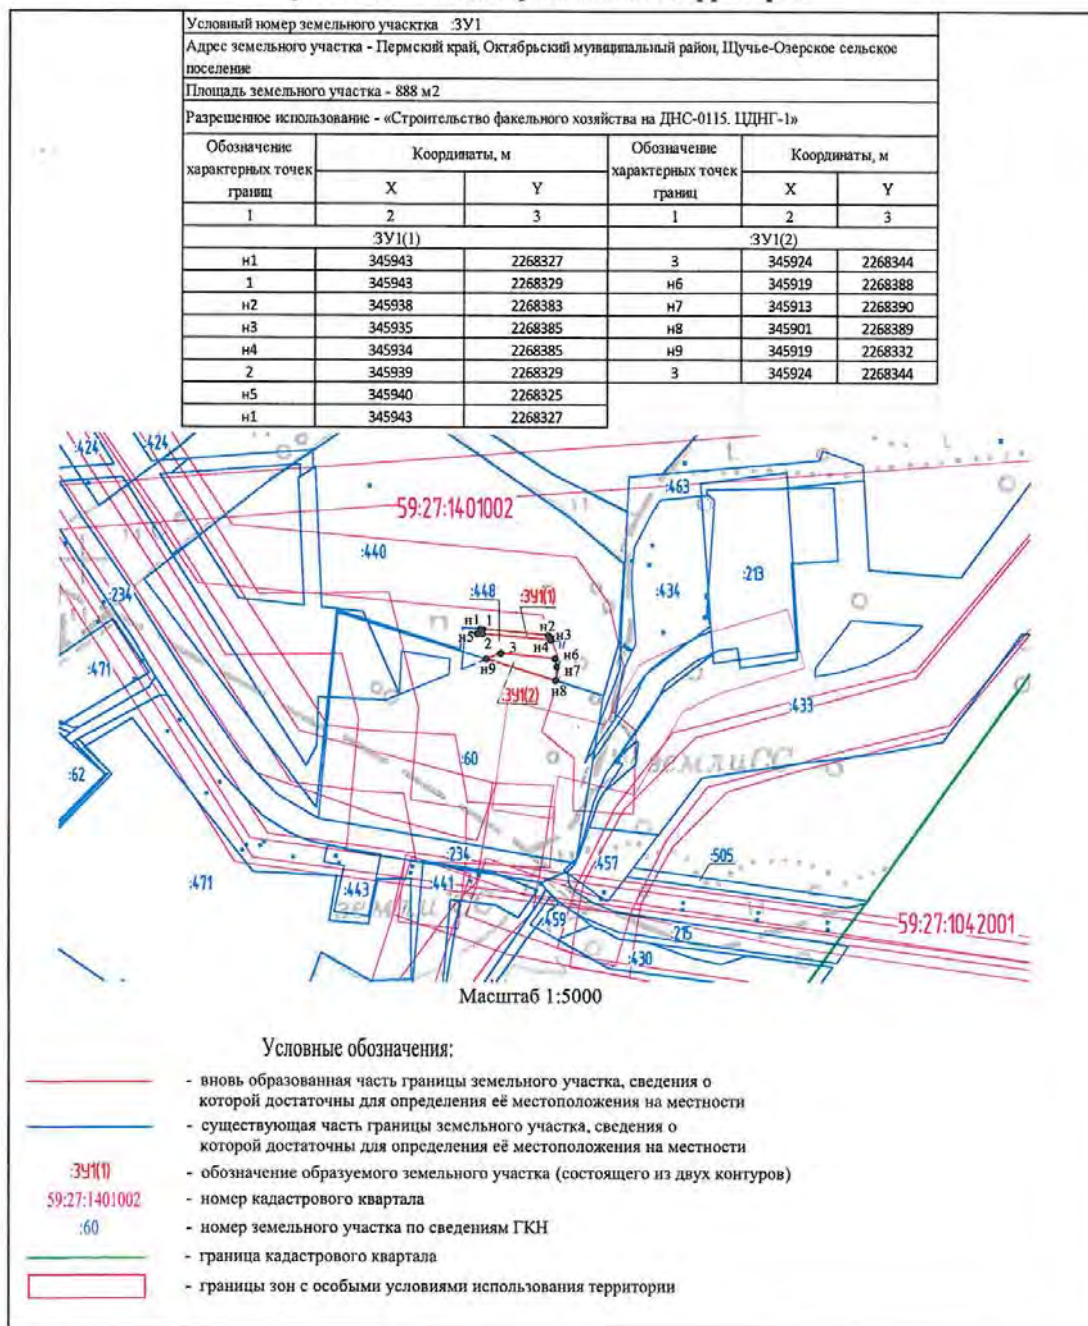 Условный номер земельного учасктка :ЗУ1
Адрес земельного участка - Пермский край, Октябрьский муниципальный район, Щучье-Озерское сельское
поселение
Площадь земельного участка - 888 м2
Разрешенное использование - «Строительство факельного хозяйства на ДНС-0115. ЦДНГ-1»
Обозначение характерных точек границ Координаты, м Обозначение характерных точек границ Координаты, м
X Y X Y
1 2 3 1 2 3
:ЗУ1(1) :ЗУ1(2)
н1 345943 2268327 3 345924 2268344
1 345943 2268329 н6 345919 2268388
н2 345938 2268383 н7 345913 2268390
н3 345935 2268385 н8 345901 2268389
н4 345934 2268385 н9 345919 2268332
2 345939 2268329 3 345924 2268344
н5 345940 2268325
н1 345943 2268327
:424 :424
:463
59:27:1401002
:440
:213
:234
:448 :ЗУ1(1)
:434
н1 1 н2
н5 2 н4 н3
3 н6
н9 н7
:ЗУ1(2) н8
:471
:433
:60
земли СС
:62
:234
:457
:505
:471
:443
:441
земли СС
:459
:215
59:27:1042001
:430
Масштаб 1:5000
Условные обозначения:
- вновь образованная часть границы земельного участка, сведения о
которой достаточны для определения её местоположения на местности
- существующая часть границы земельного участка, сведения о
которой достаточны для определения её местоположения на местности
:ЗУ1(1) - обозначение образуемого земельного участка (состоящего из двух контуров)
59:27:1401002 - номер кадастрового квартала
:60 - номер земельного участка по сведениям ГКН
- граница кадастрового квартала
- границы зон с особыми условиями использования территории